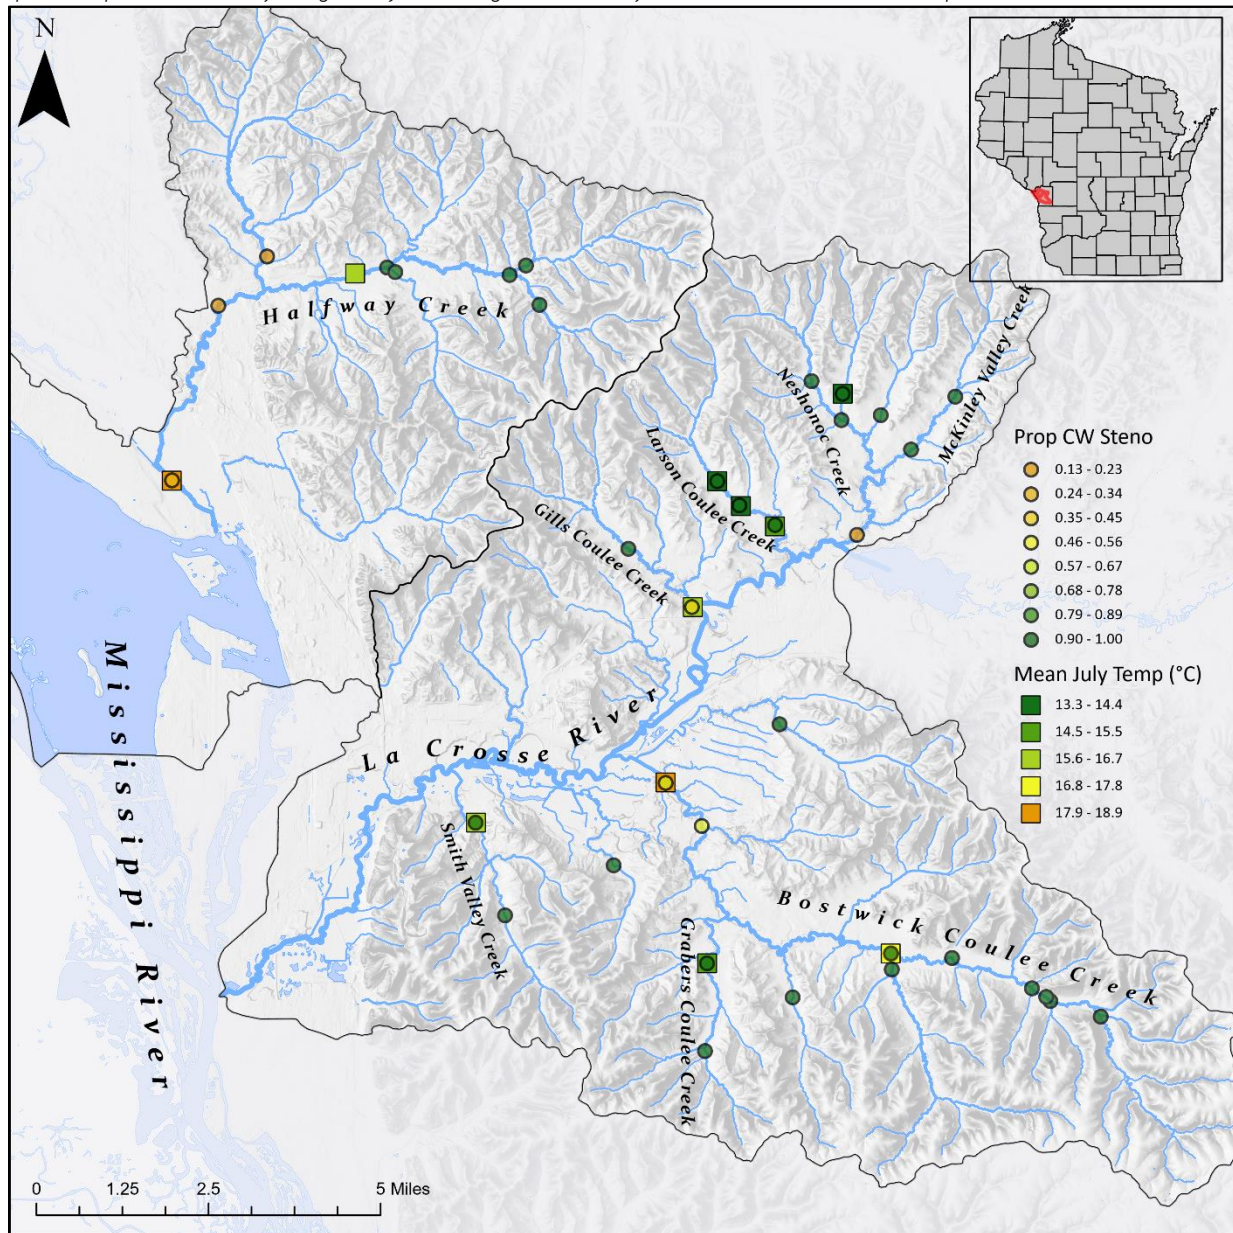 N
Halfway Creek
Neshonoc Creek
McKinley Valley Creek
Larson Coulee Creek
Gills Coulee Creek
Prop CW Steno
0.13 - 0.23
0.24 - 0.34
0.35 - 0.45
0.46 - 0.56
0.57 - 0.67
0.68 - 0.78
0.79 - 0.89
0.90 - 1.00
Mean July Temp (°C)
13.3 - 14.4
14.5 - 15.5
15.6 - 16.7
16.8 - 17.8
17.9 - 18.9
Mississippi River
La Crosse River
Smith Valley Creek
Grabers Coulee Creek
Bostwick Coulee Creek
0 1.25 2.5 5 Miles